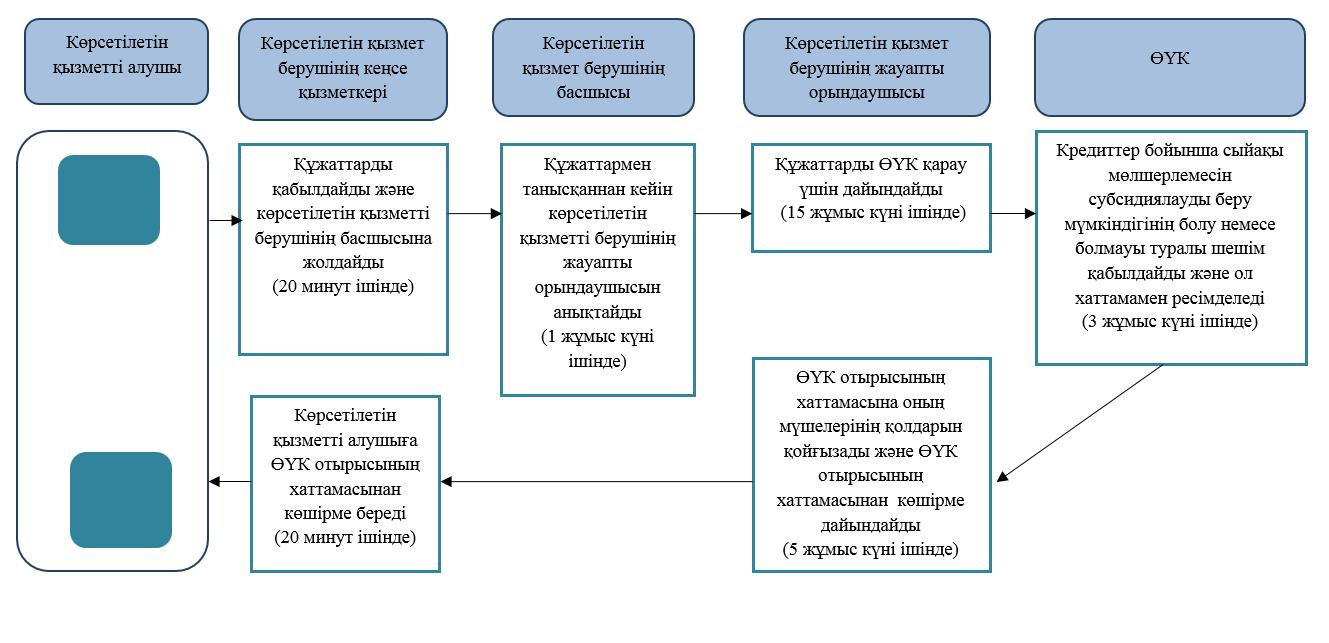 Көрсетілетін
қызметті алушы
Көрсетілетін қызмет
берушінің кеңсе
қызметкері
Көрсетілетін
қызмет берушінің
басшысы
Көрсетілетін қызмет
берушінің жауапты
орындаушысы
ӨҮК
Құжаттарды
қабылдайды және
көрсетілетін қызметті
берушінің басшысына
жолдайды
(20 минут ішінде)
Құжаттармен
танысқаннан кейін
көрсетілетін
қызметті берушінің
жауапты
орындаушысын
анықтайды
(1 жұмыс күні
ішінде)
Құжаттарды ӨҮК қарау
үшін дайындайды
(15 жұмыс күні ішінде)
Кредиттер бойынша сыйақы
мөлшерлемесін
субсидиялауды беру
мүмкіндігінің болу немесе
болмауы туралы шешім
қабылдайды және ол
хаттамамен ресімделеді
(3 жұмыс күні ішінде)
ӨҮК отырысының
хаттамасына оның
мүшелерінің қолдарын
қойғызады және ӨҮК
отырысының
хаттамасынан көшірме
дайындайды
(5 жұмыс күні ішінде)
Көрсетілетін
қызметті алушыға
ӨҮК отырысының
хаттамасынан
көшірме береді
(20 минут ішінде)